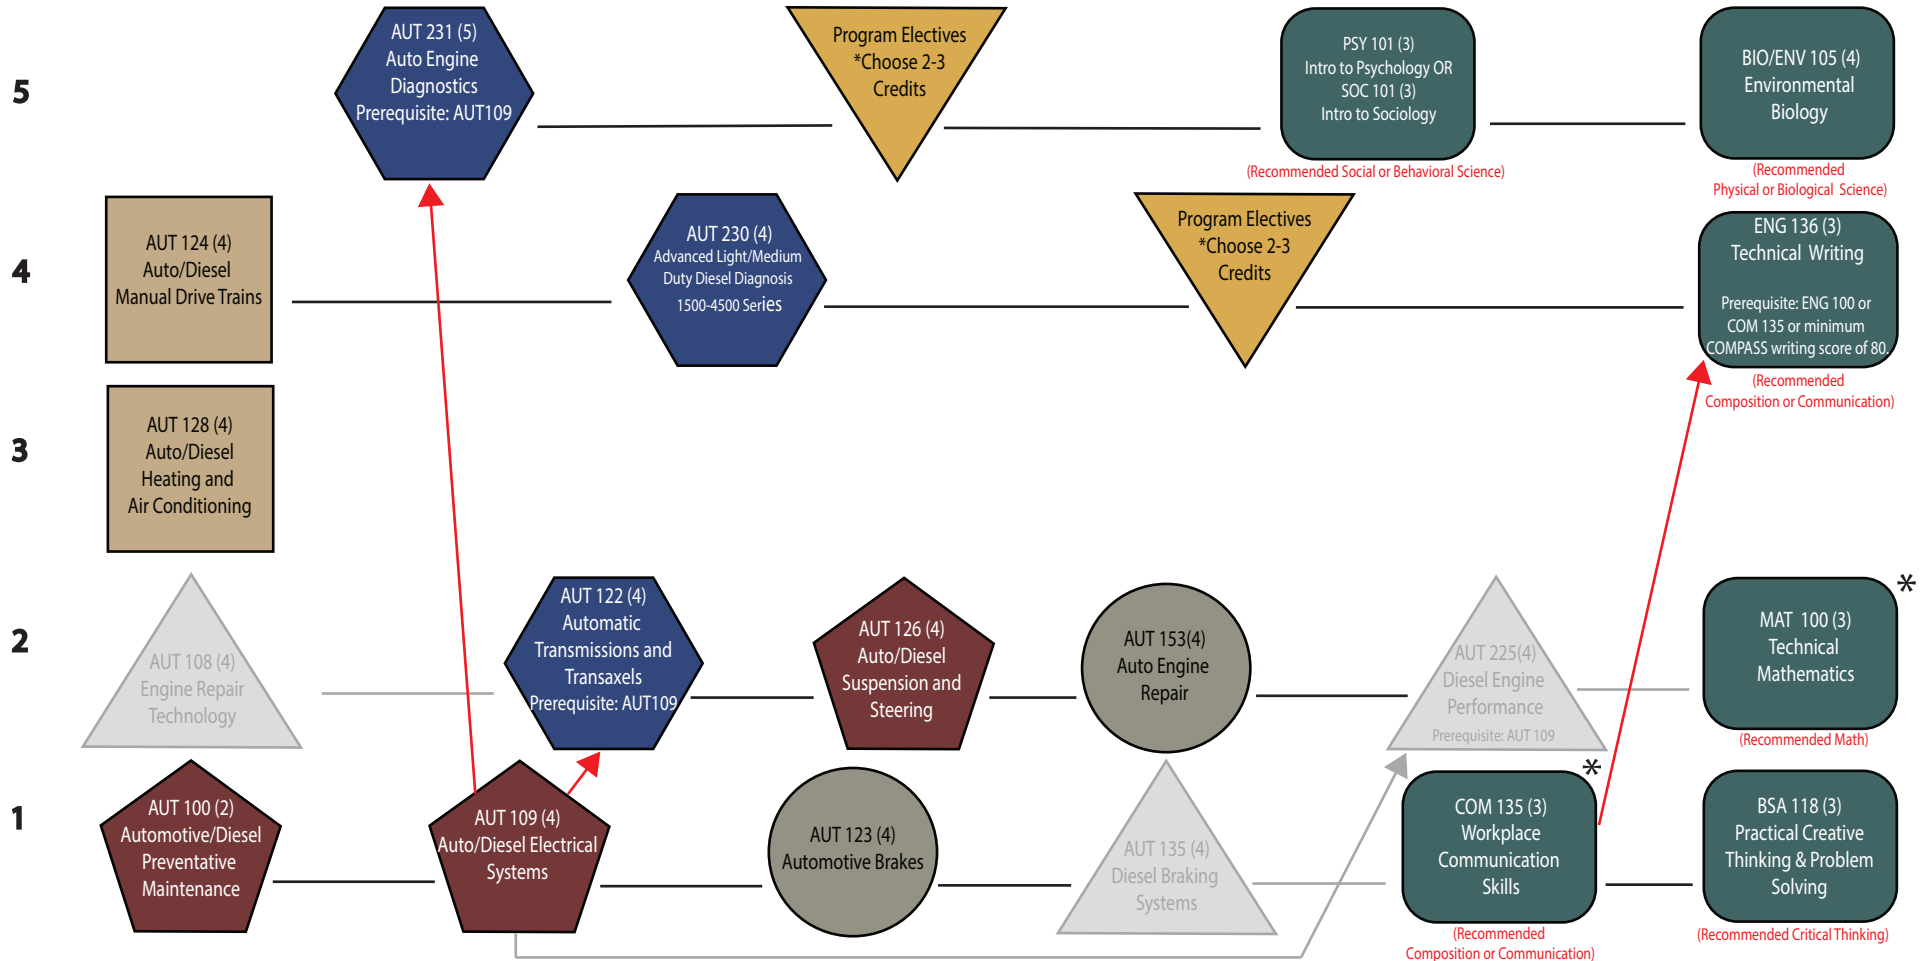 5
AUT 231 (5)
Auto Engine
Diagnostics
Prerequisite: AUT109
Program Electives
*Choose 2-3
Credits
PSY 101 (3)
Intro to Psychology OR
SOC 101 (3)
Intro to Sociology
(Recommended Social or Behavioral Science)
BIO/ENV 105 (4)
Environmental
Biology
(Recommended
Physical or Biological Science)
4
AUT 124 (4)
Auto/Diesel
Manual Drive Trains
AUT 230 (4)
Advanced Light/Medium
Duty Diesel Diagnosis
1500-4500 Series
Program Electives
*Choose 2-3
Credits
ENG 136 (3)
Technical Writing
Prerequisite: ENG 100 or
COM 135 or minimum
COMPASS writing score of 80.
(Recommended
Composition or Communication)
3
AUT 128 (4)
Auto/Diesel
Heating and
Air Conditioning
2
AUT 108 (4)
Engine Repair
Technology
AUT 122 (4)
Automatic
Transmissions and
Transaxels
Prerequisite: AUT109
AUT 126 (4)
Auto/Diesel
Suspension and
Steering
AUT 153(4)
Auto Engine
Repair
AUT 225(4)
Diesel Engine
Performance
Prerequisite: AUT 109
*
MAT 100 (3)
Technical
Mathematics
(Recommended Math)
1
AUT 100 (2)
Automotive/Diesel
Preventative
Maintenance
AUT 109 (4)
Auto/Diesel Electrical
Systems
AUT 123 (4)
Automotive Brakes
AUT 135 (4)
Diesel Braking
Systems
*
COM 135 (3)
Workplace
Communication
Skills
(Recommended
Composition or Communication)
BSA 118 (3)
Practical Creative
Thinking & Problem
Solving
(Recommended Critical Thinking)